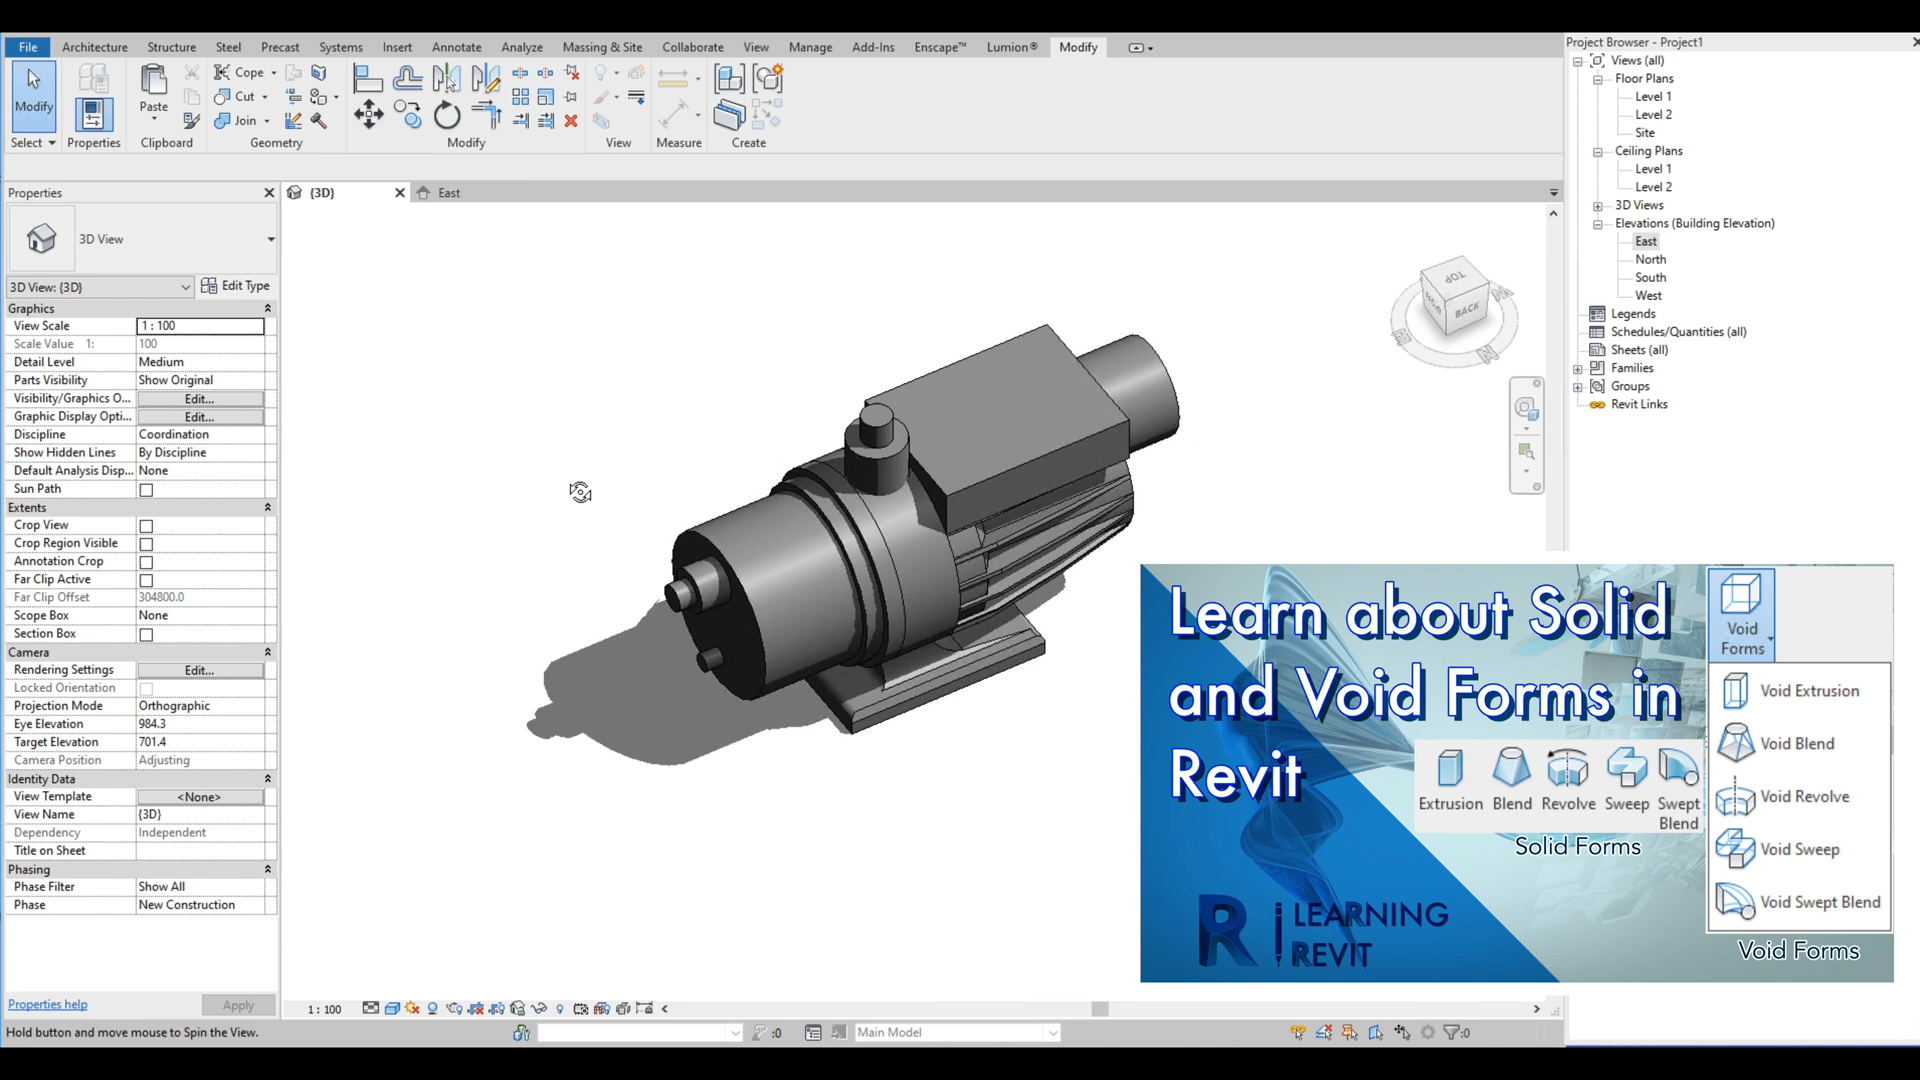 File Architecture Structure Steel Precast Systems Insert Annotate Analyze Massing & Site Collaborate View Manage Add-Ins Enscape™ Lumion® Modify
Modify
Paste
Cope
Cut
Join
Select Properties Clipboard Geometry Modify View Measure Create
Properties
3D View
3D View: {3D} Edit Type
Graphics
View Scale 1 : 100
Scale Value 1: 100
Detail Level Medium
Parts Visibility Show Original
Visibility/Graphics O... Edit...
Graphic Display Opti... Edit...
Discipline Coordination
Show Hidden Lines By Discipline
Default Analysis Disp... None
Sun Path
Extents
Crop View
Crop Region Visible
Annotation Crop
Far Clip Active
Far Clip Offset 304800.0
Scope Box None
Section Box
Camera
Rendering Settings Edit...
Locked Orientation
Projection Mode Orthographic
Eye Elevation 984.3
Target Elevation 701.4
Camera Position Adjusting
Identity Data
View Template <None>
View Name {3D}
Dependency Independent
Title on Sheet
Phasing
Phase Filter Show All
Phase New Construction
Properties help Apply
{3D} East
TOP
BACK
E
N
1 : 100
Hold button and move mouse to Spin the View.
:0
Main Model
:0
Project Browser - Project1
Views (all)
Floor Plans
Level 1
Level 2
Site
Ceiling Plans
Level 1
Level 2
3D Views
Elevations (Building Elevation)
East
North
South
West
Legends
Schedules/Quantities (all)
Sheets (all)
Families
Groups
Revit Links
Learn about Solid
and Void Forms in
Revit
Extrusion Blend Revolve Sweep Swept
Blend
Solid Forms
Void
Forms
Void Extrusion
Void Blend
Void Revolve
Void Sweep
Void Swept Blend
Void Forms
R LEARNING
REVIT